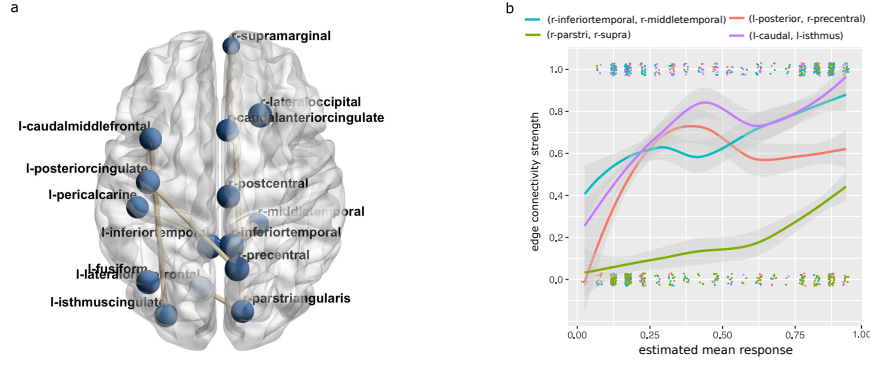 a
r-supramarginal
r-lateraloccipital
r-caudalanteriorcingulate
l-caudalmiddlefrontal
l-posteriorcingulate
r-postcentral
l-pericalcarine
r-middletemporal
l-inferiortemporal
r-inferiortemporal
r-precentral
l-fusiform
l-isthmuscingulate
r-parstriangularis
b
(r-inferiortemporal, r-middletemporal)
(l-posterior, r-precentral)
(r-parstri, r-supra)
(l-caudal, l-isthmus)
edge connectivity strength
1.0
0.8
0.6
0.4
0.2
0.0
0.00
0.25
0.50
0.75
1.00
estimated mean response